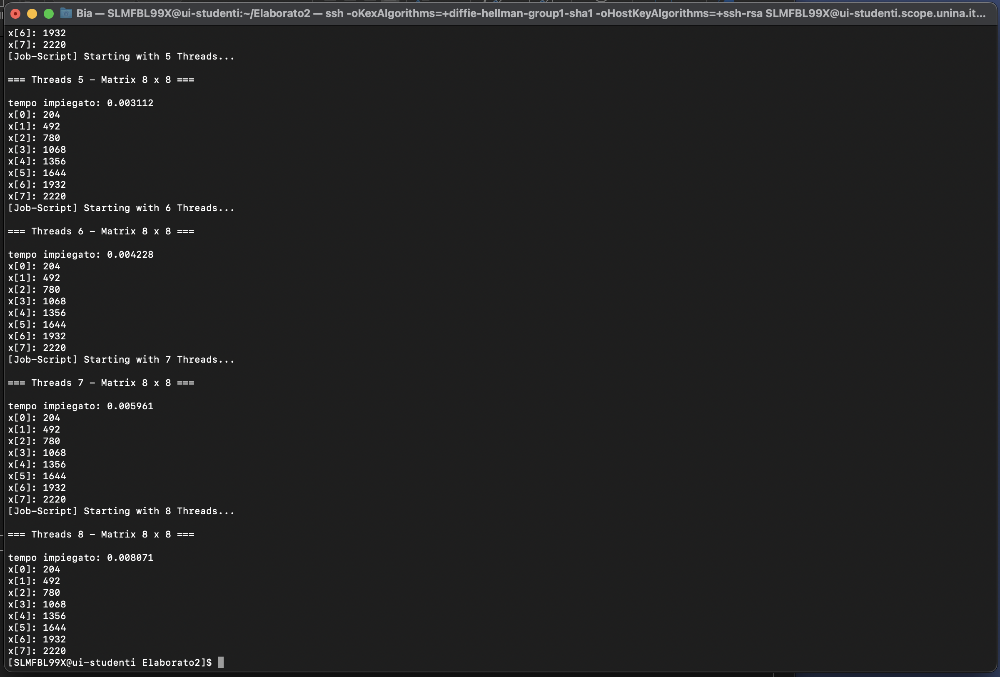 Bia — SLMFBL99X@ui-studenti:~/Elaborato2 — ssh -oKexAlgorithms=+diffie-hellman-group1-sha1 -oHostKeyAlgorithms=+ssh-rsa SLMFBL99X@ui-studenti.scope.unina.it...
x[6]: 1932
x[7]: 2220
[Job-Script] Starting with 5 Threads...
=== Threads 5 - Matrix 8 x 8 ===
tempo impiegato: 0.003112
x[0]: 204
x[1]: 492
x[2]: 780
x[3]: 1068
x[4]: 1356
x[5]: 1644
x[6]: 1932
x[7]: 2220
[Job-Script] Starting with 6 Threads...
=== Threads 6 - Matrix 8 x 8 ===
tempo impiegato: 0.004228
x[0]: 204
x[1]: 492
x[2]: 780
x[3]: 1068
x[4]: 1356
x[5]: 1644
x[6]: 1932
x[7]: 2220
[Job-Script] Starting with 7 Threads...
=== Threads 7 - Matrix 8 x 8 ===
tempo impiegato: 0.005961
x[0]: 204
x[1]: 492
x[2]: 780
x[3]: 1068
x[4]: 1356
x[5]: 1644
x[6]: 1932
x[7]: 2220
[Job-Script] Starting with 8 Threads...
=== Threads 8 - Matrix 8 x 8 ===
tempo impiegato: 0.008071
x[0]: 204
x[1]: 492
x[2]: 780
x[3]: 1068
x[4]: 1356
x[5]: 1644
x[6]: 1932
x[7]: 2220
[SLMFBL99X@ui-studenti Elaborato2]$